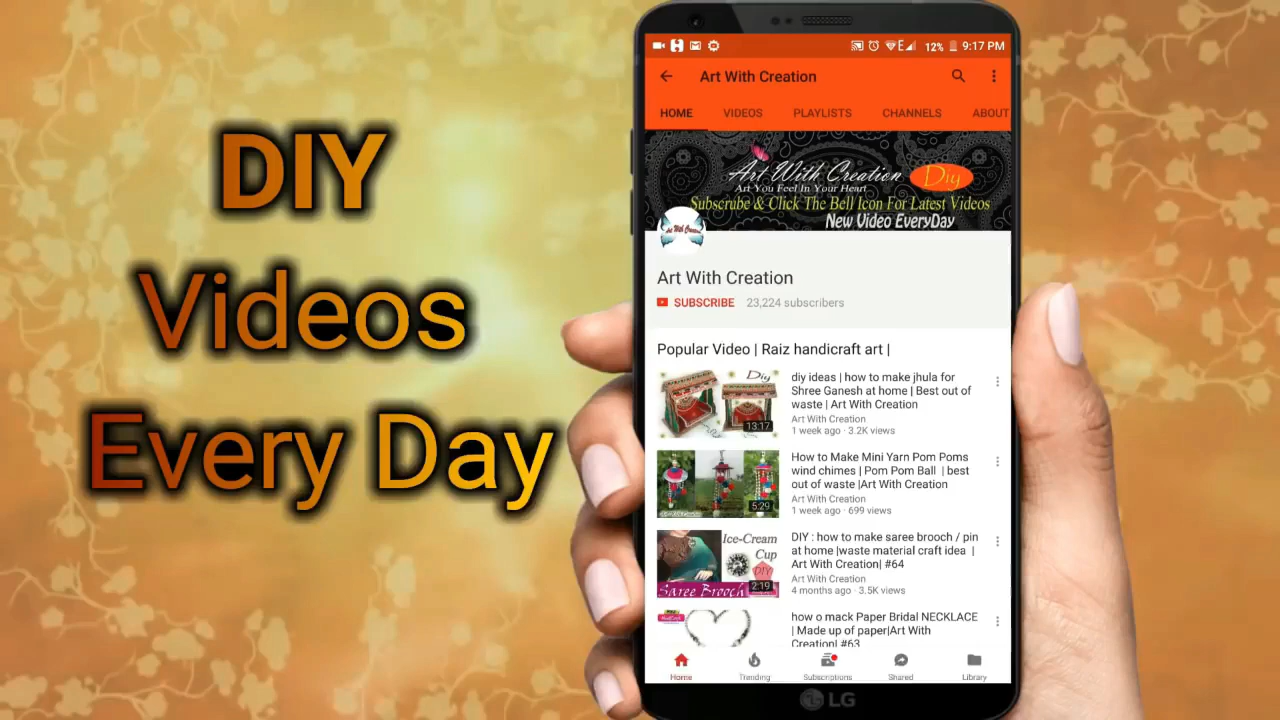 DIY
Videos
Every Day
12% 9:17 PM
Art With Creation
HOME VIDEOS PLAYLISTS CHANNELS ABOUT
Art With Creation Diy
Art You Feel In Your Heart
Subscrube & Click The Bell Icon For Latest Videos
New Video EveryDay
Art With Creation
SUBSCRIBE 23,224 subscribers
Popular Video | Raiz handicraft art |
Diy
13:17
diy ideas | how to make jhula for
Shree Ganesh at home | Best out of
waste | Art With Creation
Art With Creation
1 week ago · 3.2K views
5:29
How to Make Mini Yarn Pom Poms
wind chimes | Pom Pom Ball | best
out of waste |Art With Creation
Art With Creation
1 week ago · 699 views
Ice-Cream
Cup
DIY
2:19
Saree Brooch
DIY : how to make saree brooch / pin
at home |waste material craft idea |
Art With Creation| #64
Art With Creation
4 months ago · 3.5K views
how o mack Paper Bridal NECKLACE
| Made up of paper|Art With
Creation| #63
Home Trending Subscriptions Shared Library
LG